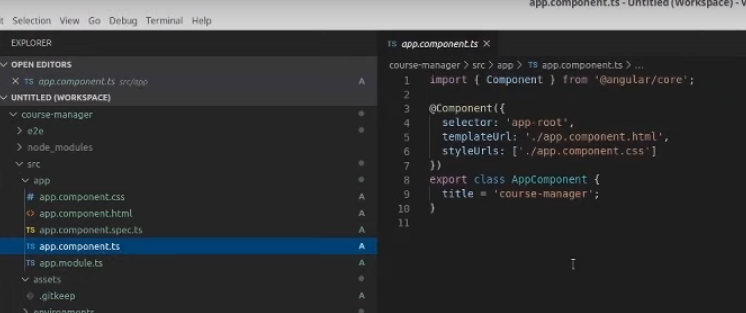 app.component.ts - Untitled (Workspace) -
Selection View Go Debug Terminal Help
EXPLORER
OPEN EDITORS
TS app.component.ts src/app A
UNTITLED (WORKSPACE)
course-manager
e2e
node_modules
src
app
# app.component.css A
<> app.component.html A
TS app.component.spec.ts A
TS app.component.ts A
TS app.module.ts A
assets
.gitkeep A
environments
TS app.component.ts ×
course-manager > src > app > TS app.component.ts > ...
1 import { Component } from '@angular/core';
2
3 @Component({
4 selector: 'app-root',
5 templateUrl: './app.component.html',
6 styleUrls: ['./app.component.css']
7 })
8 export class AppComponent {
9 title = 'course-manager';
10 }
11